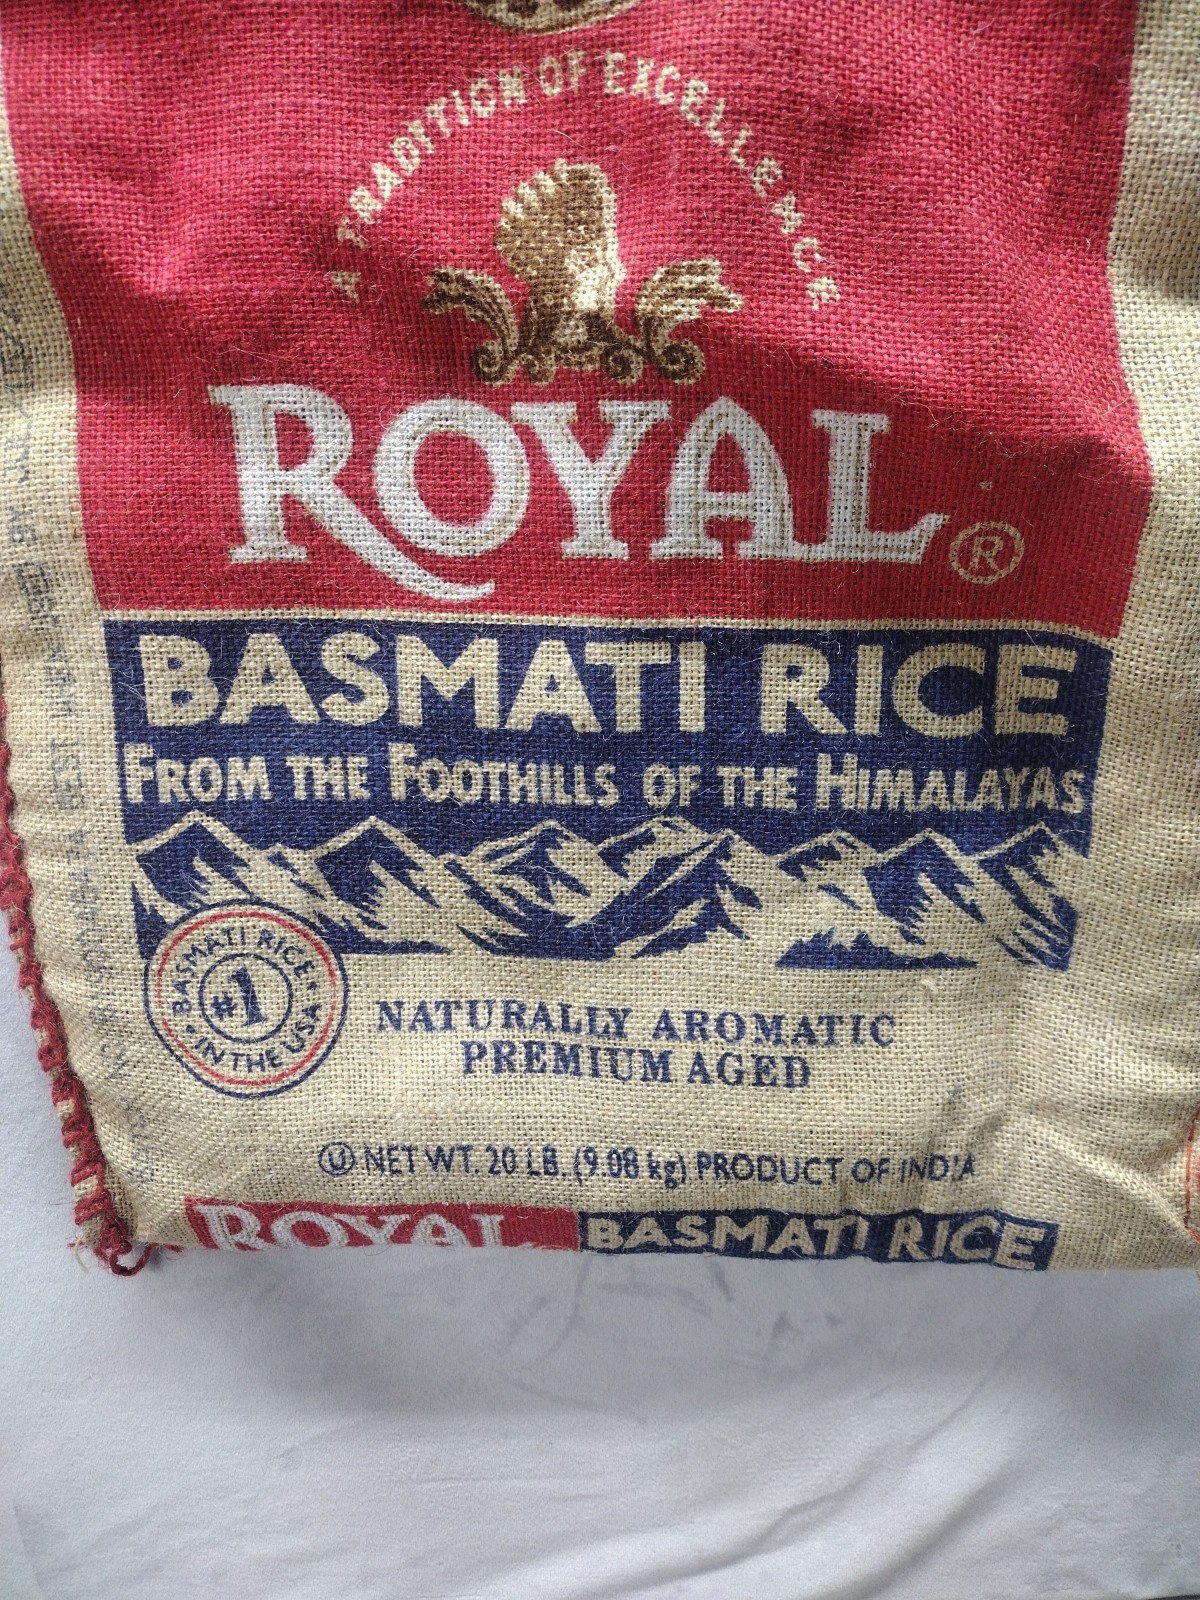 A TRADITION OF EXCELLENCE
ROYAL®
BASMATI RICE
FROM THE FOOTHILLS OF THE HIMALAYAS
BASMATI RICE
#1
IN THE USA
NATURALLY AROMATIC
PREMIUM AGED
Ⓤ NET WT. 20 LB. (9.08 kg) PRODUCT OF INDIA
ROYAL BASMATI RICE